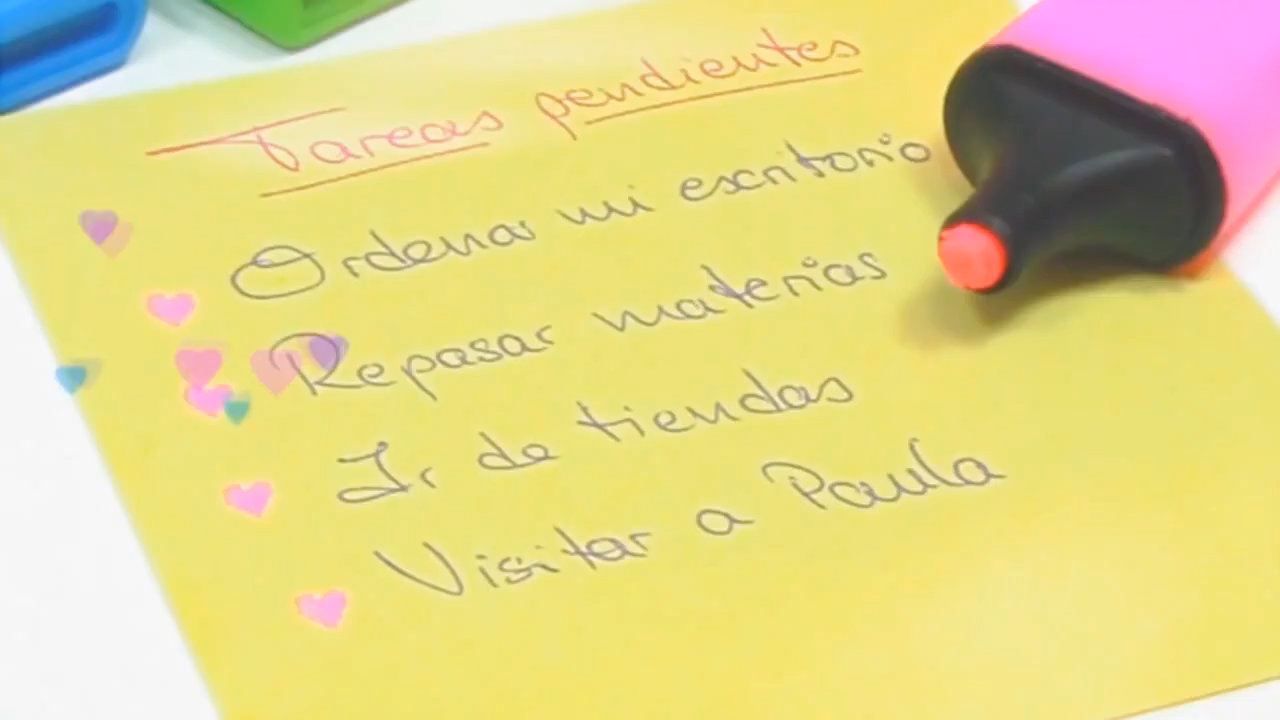 Tareas pendientes
Ordenar mi escritorio
Repasar materias
Ir de tiendas
Visitar a Paula